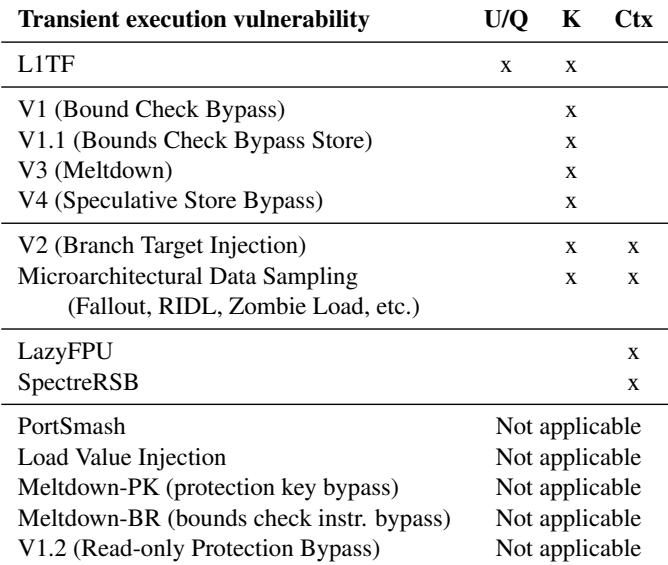 Transient execution vulnerability U/Q K Ctx
L1TF x x
V1 (Bound Check Bypass) x
V1.1 (Bounds Check Bypass Store) x
V3 (Meltdown) x
V4 (Speculative Store Bypass) x
V2 (Branch Target Injection) x x
Microarchitectural Data Sampling x x
(Fallout, RIDL, Zombie Load, etc.)
LazyFPU x
SpectreRSB x
PortSmash Not applicable
Load Value Injection Not applicable
Meltdown-PK (protection key bypass) Not applicable
Meltdown-BR (bounds check instr. bypass) Not applicable
V1.2 (Read-only Protection Bypass) Not applicable